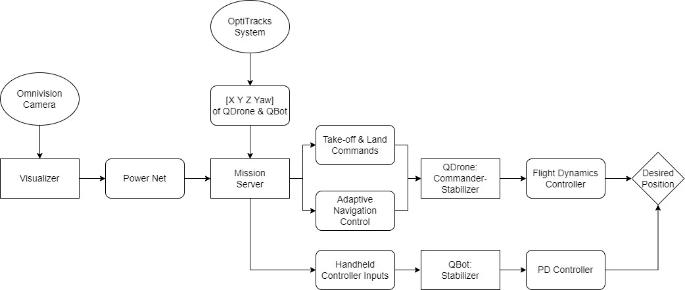 OptiTracks
System
Omnivision
Camera
[X Y Z Yaw]
of QDrone & QBot
Take-off & Land
Commands
Visualizer
Power Net
Mission
Server
QDrone:
Commander-
Stabilizer
Flight Dynamics
Controller
Desired
Position
Adaptive
Navigation
Control
Handheld
Controller Inputs
QBot:
Stabilizer
PD Controller